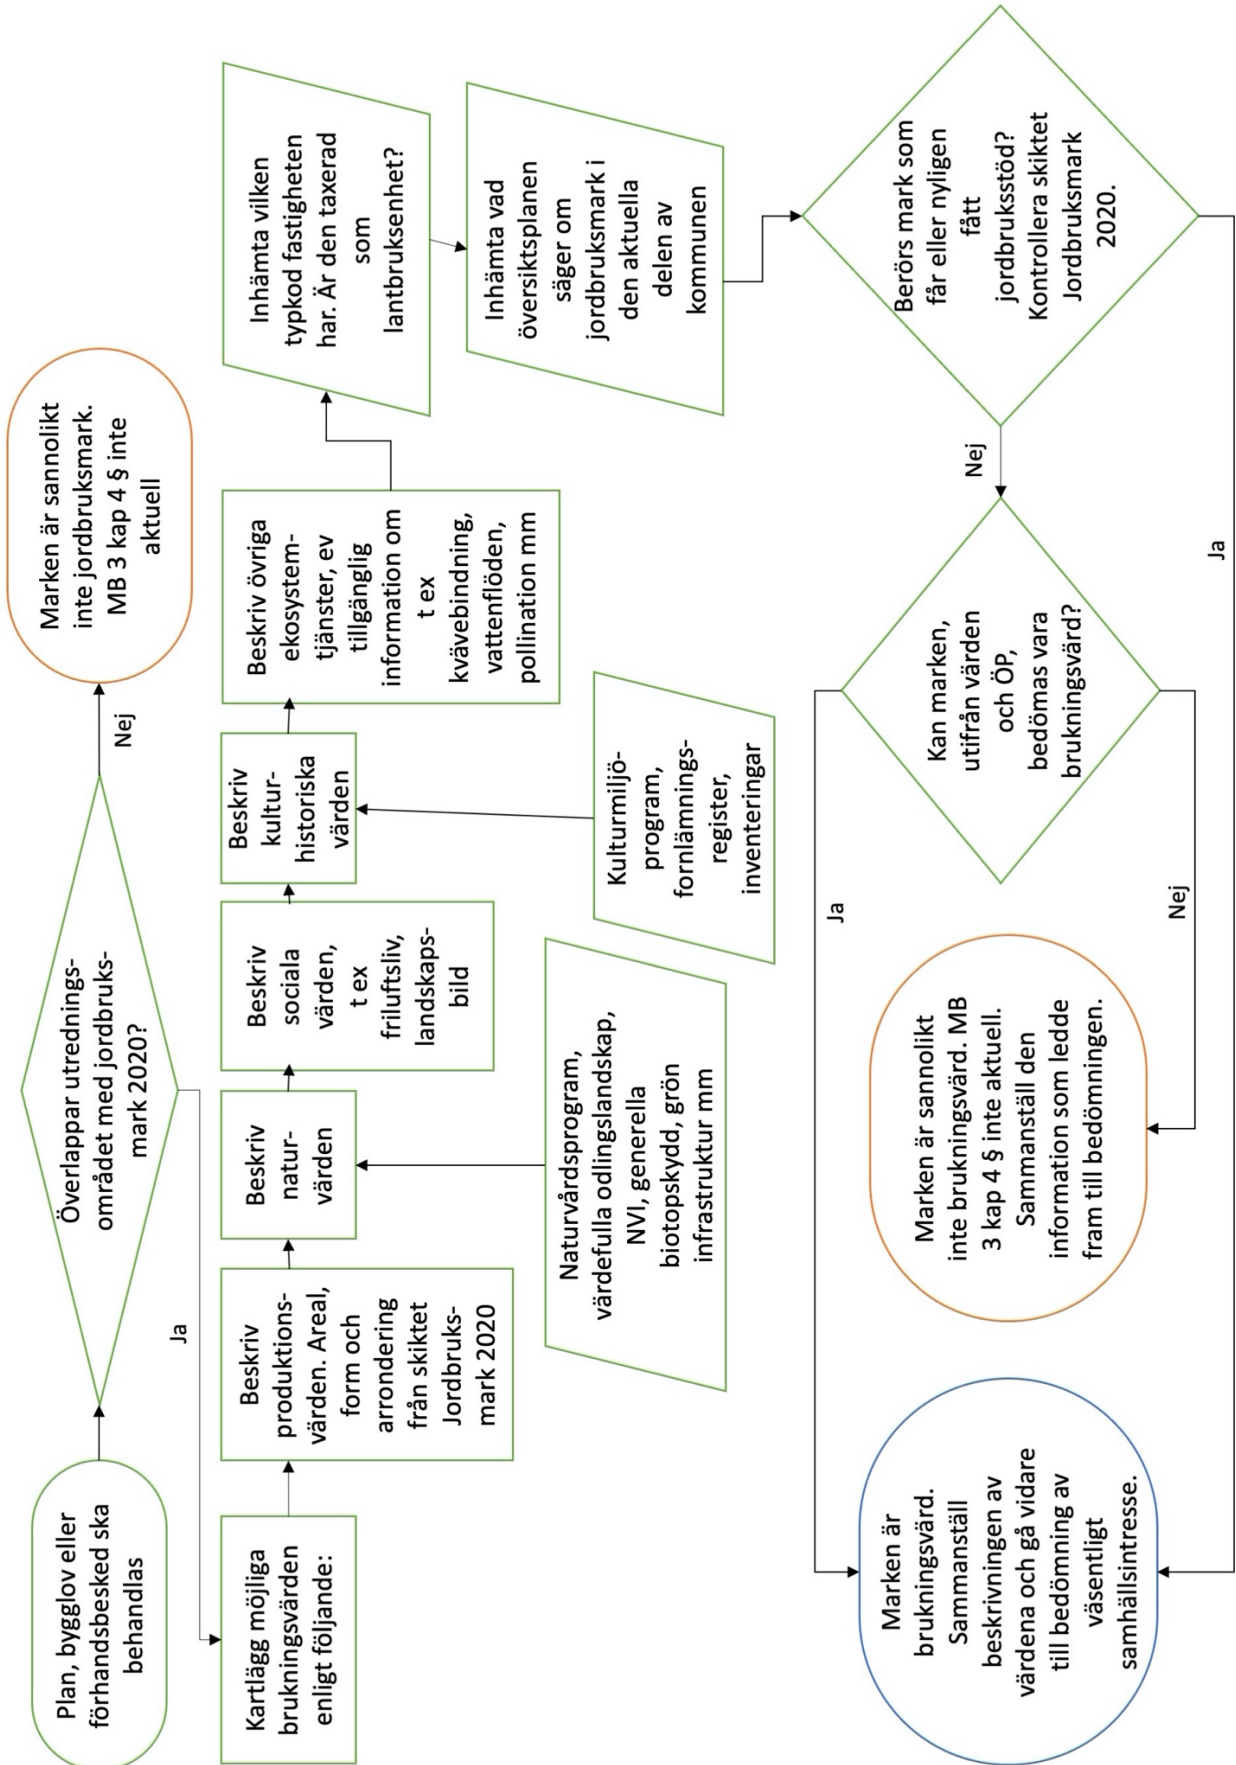 Plan, bygglov eller
förhandsbesked ska
behandlas
Överlappar utrednings-
området med jordbruks-
mark 2020?
Nej
Marken är sannolikt
inte jordbruksmark.
MB 3 kap 4 § inte
aktuell
Ja
Kartlägg möjliga
brukningsvärden
enligt följande:
Beskriv
produktions-
värden. Areal,
form och
arrondering
från skiktet
Jordbruks-
mark 2020
Beskriv
natur-
värden
Beskriv
sociala
värden,
t ex
friluftsliv,
landskaps-
bild
Beskriv
kultur-
historiska
värden
Beskriv övriga
ekosystem-
tjänster, ev
tillgänglig
information om
t ex
kvävebindning,
vattenflöden,
pollination mm
Inhämta vilken
typkod fastigheten
har. Är den taxerad
som
lantbruksenhet?
Naturvårdsprogram,
värdefulla odlingslandskap,
NVI, generella
biotopskydd, grön
infrastruktur mm
Kulturmiljö-
program,
fornlämnings-
register,
inventeringar
Inhämta vad
översiktsplanen
säger om
jordbruksmark i
den aktuella
delen av
kommunen
Berörs mark som
får eller nyligen
fått
jordbruksstöd?
Kontrollera skiktet
Jordbruksmark
2020.
Nej
Ja
Kan marken,
utifrån värden
och ÖP,
bedömas vara
brukningsvärd?
Ja
Nej
Marken är sannolikt
inte brukningsvärd. MB
3 kap 4 § inte aktuell.
Sammanställ den
information som ledde
fram till bedömningen.
Marken är
brukningsvärd.
Sammanställ
beskrivningen av
värdena och gå vidare
till bedömning av
väsentligt
samhällsintresse.